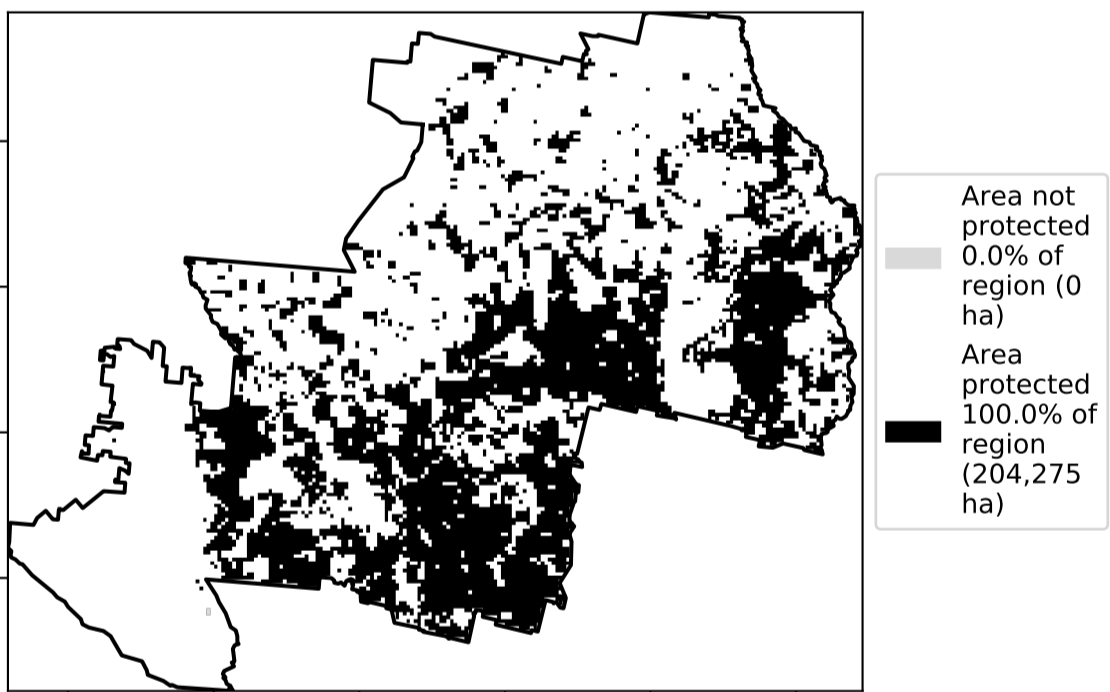 Area not
protected
0.0% of
region (0
ha)
Area
protected
100.0% of
region
(204,275
ha)